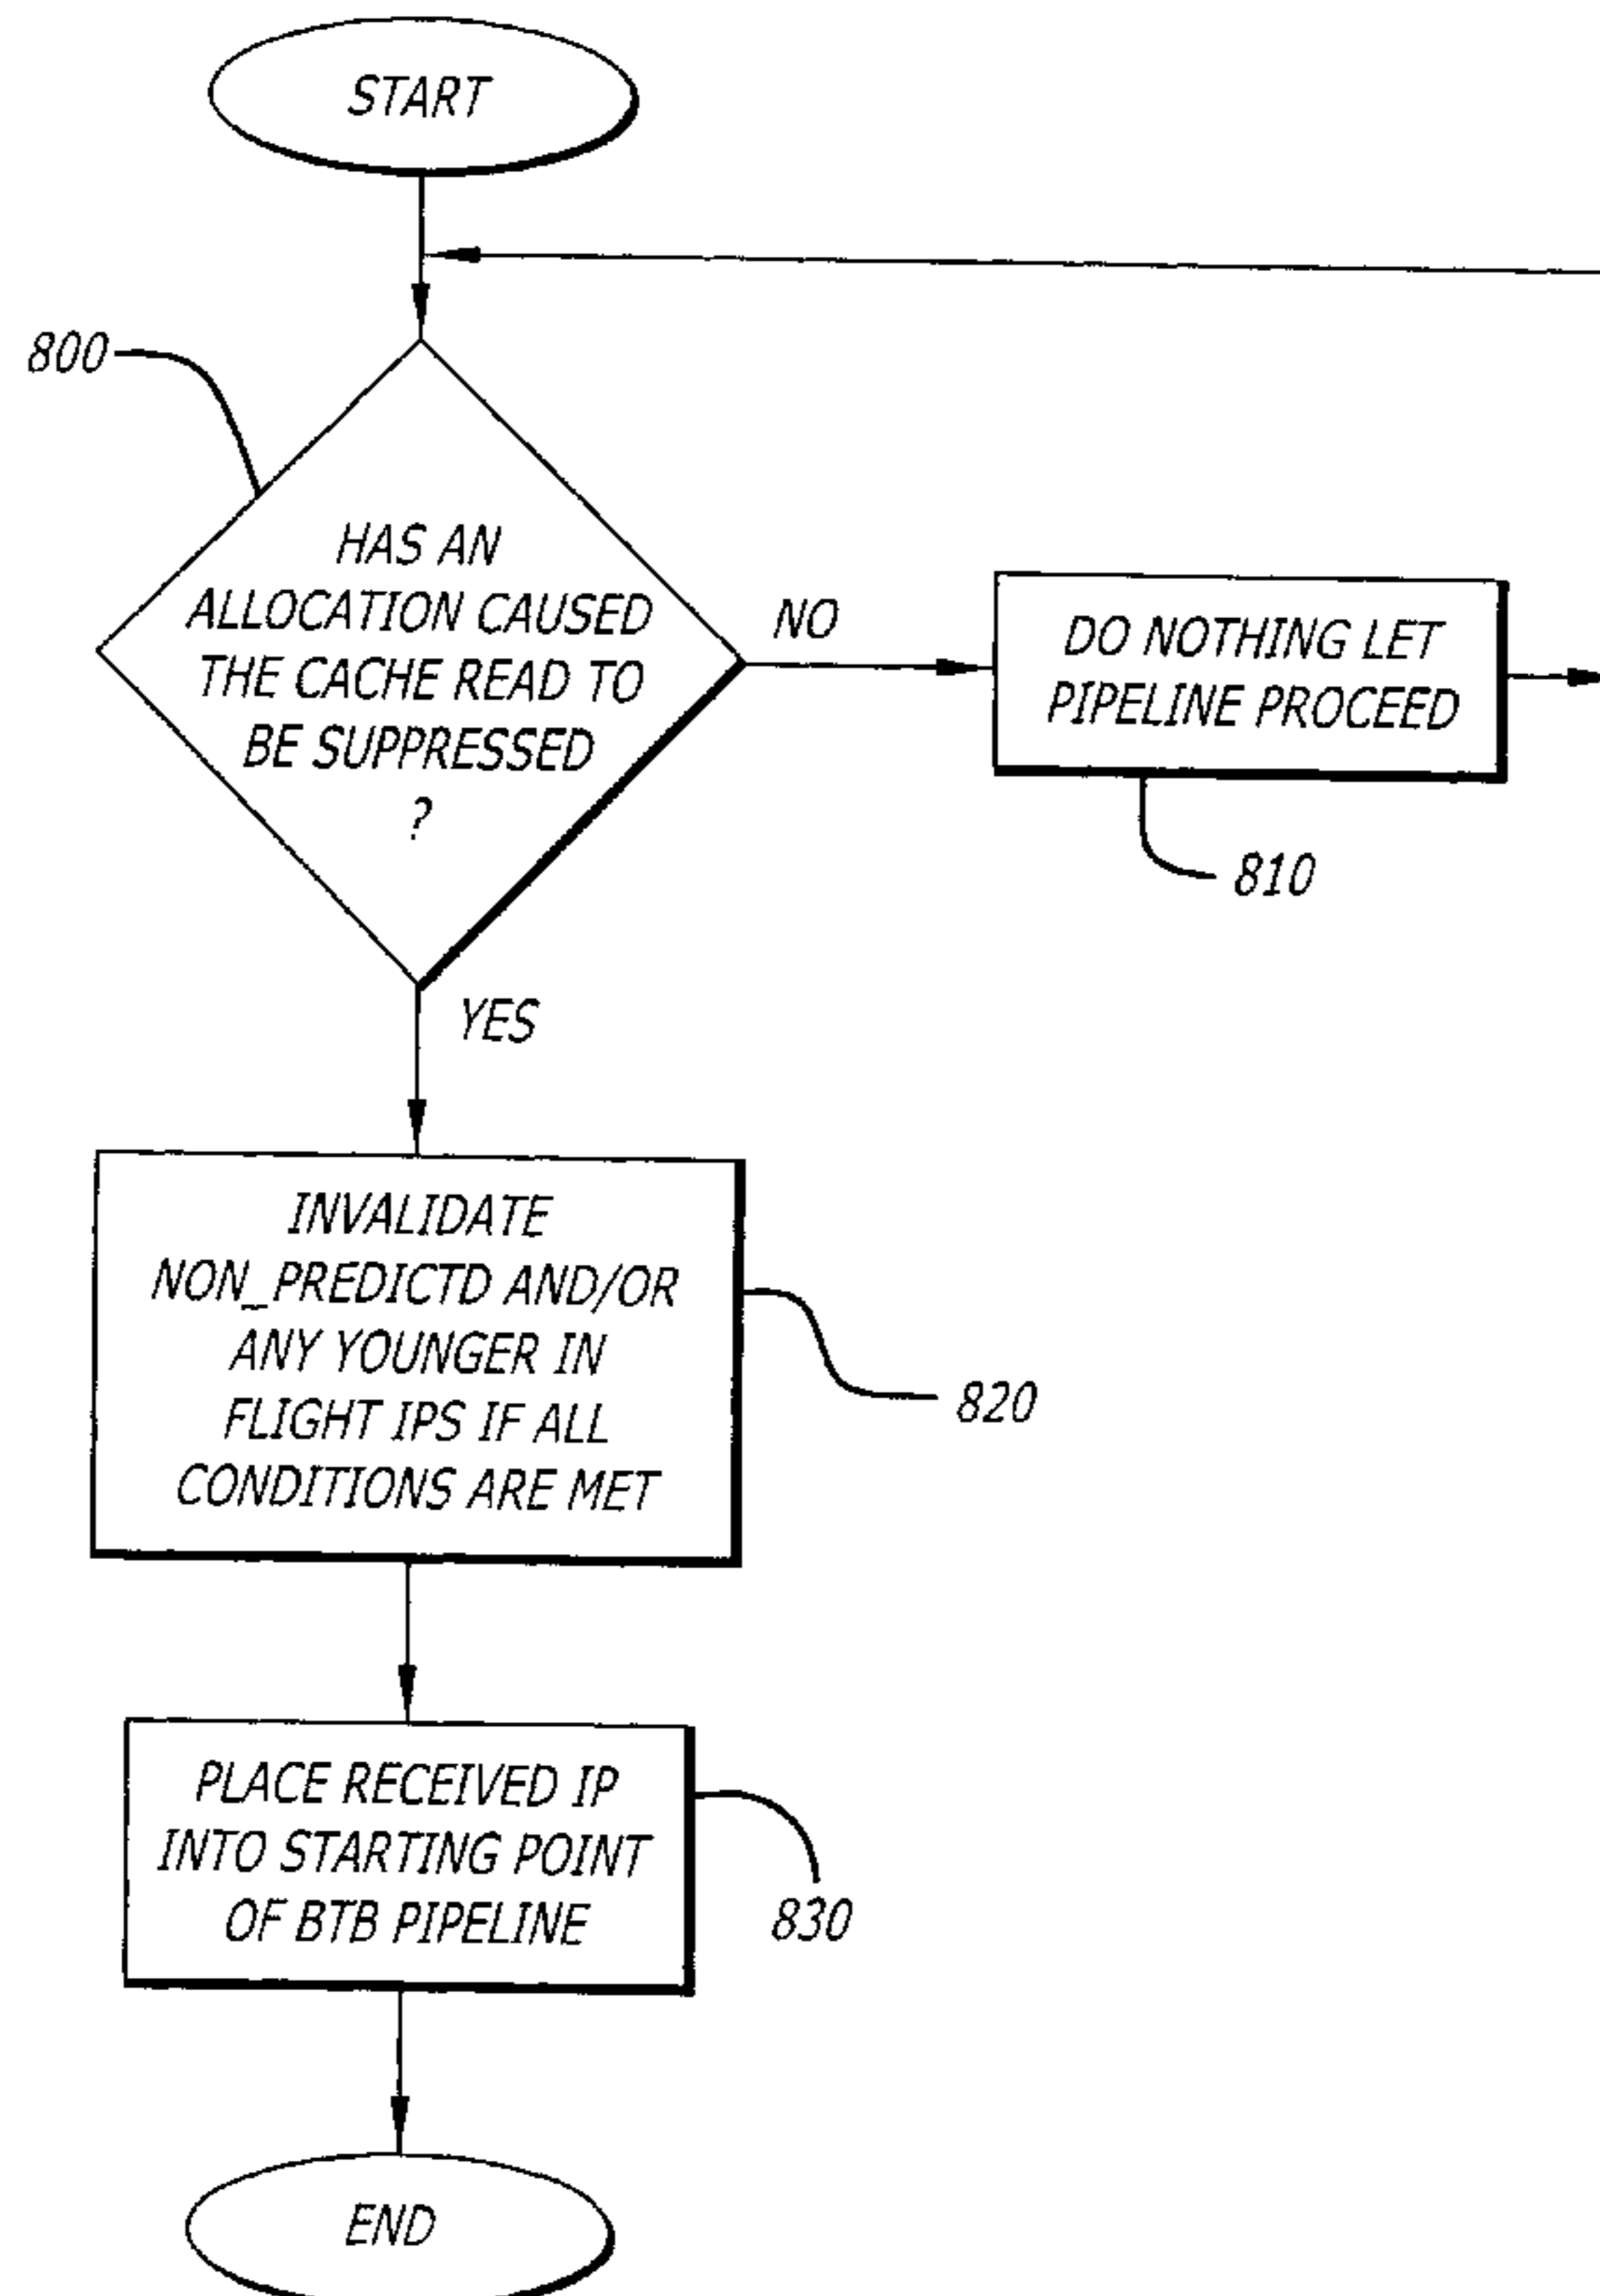 START
800
HAS AN
ALLOCATION CAUSED
THE CACHE READ TO
BE SUPPRESSED
?
NO
DO NOTHING LET
PIPELINE PROCEED
810
YES
INVALIDATE
NON_PREDICTD AND/OR
ANY YOUNGER IN
FLIGHT IPS IF ALL
CONDITIONS ARE MET
820
PLACE RECEIVED IP
INTO STARTING POINT
OF BTB PIPELINE
830
END